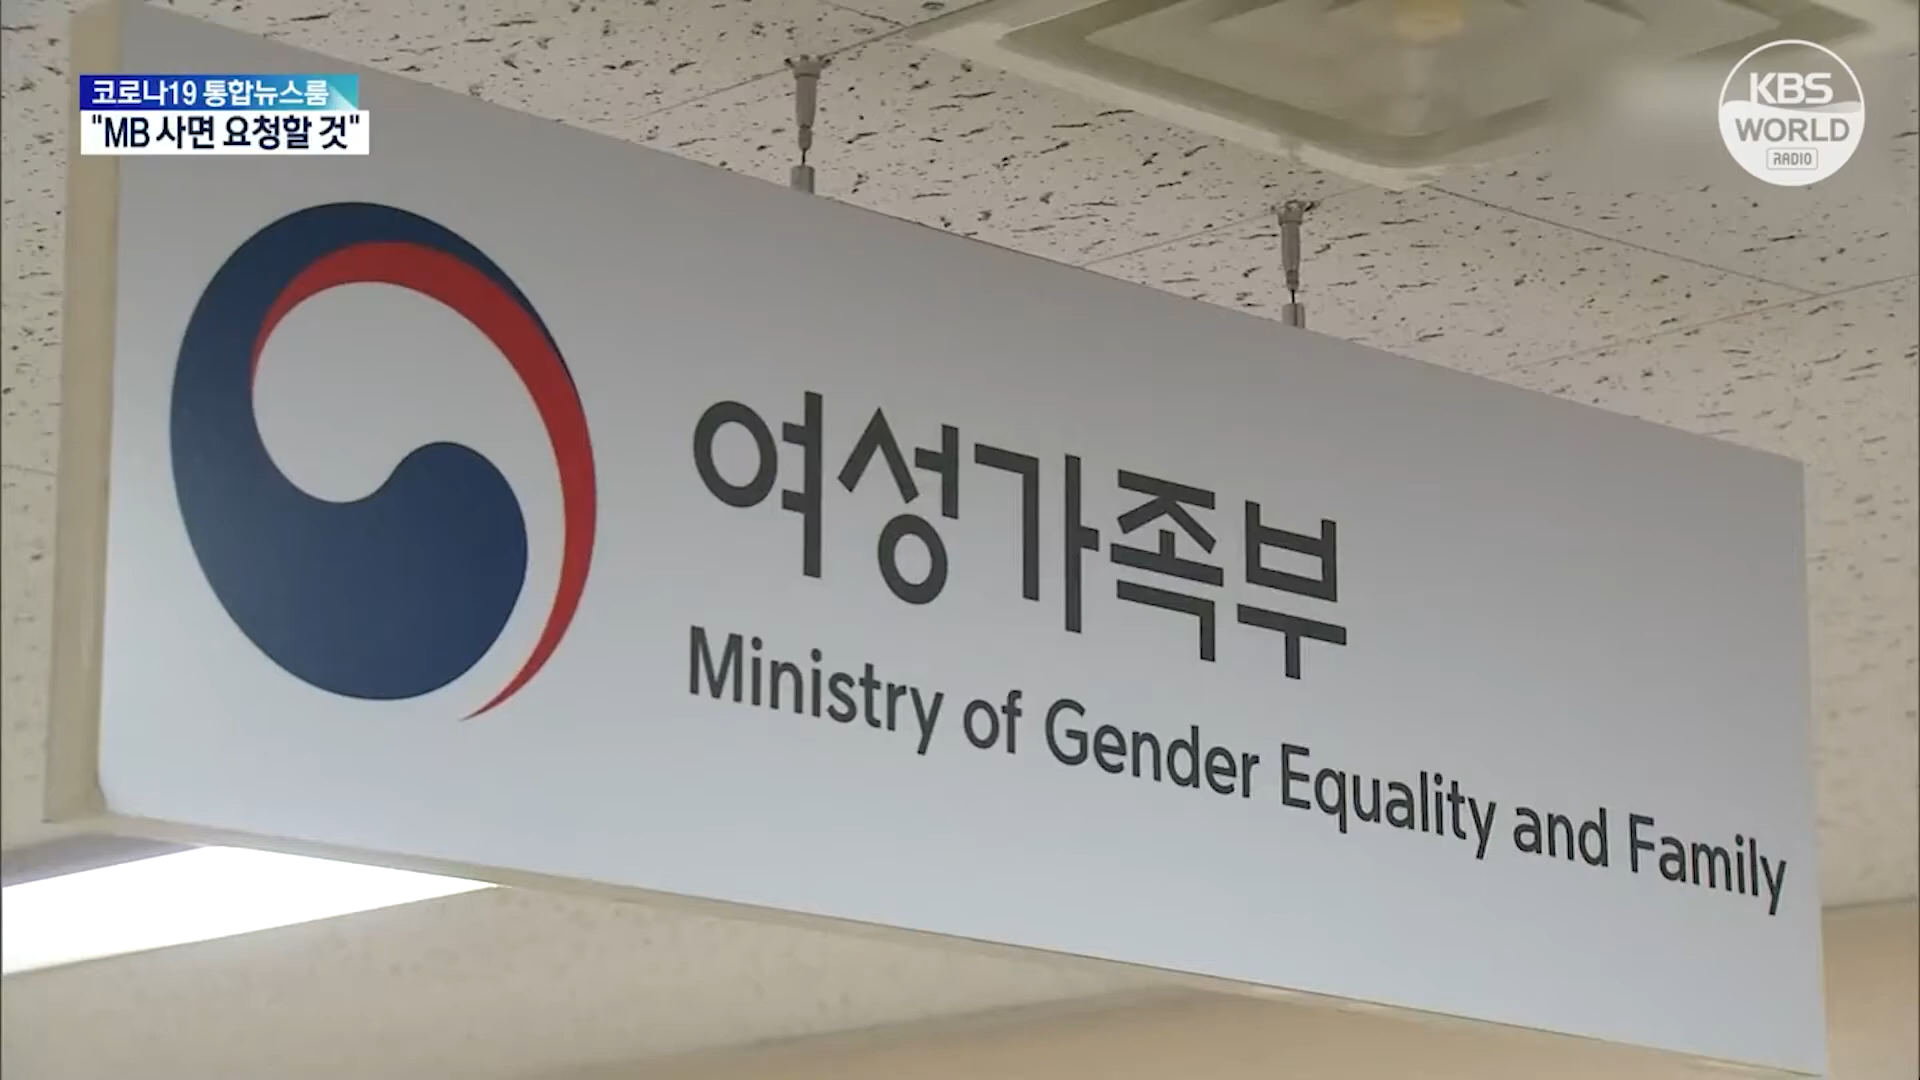 코로나19 통합뉴스룸
"MB 사면 요청할 것"
KBS
WORLD
RADIO
여성가족부
Ministry of Gender Equality and Family